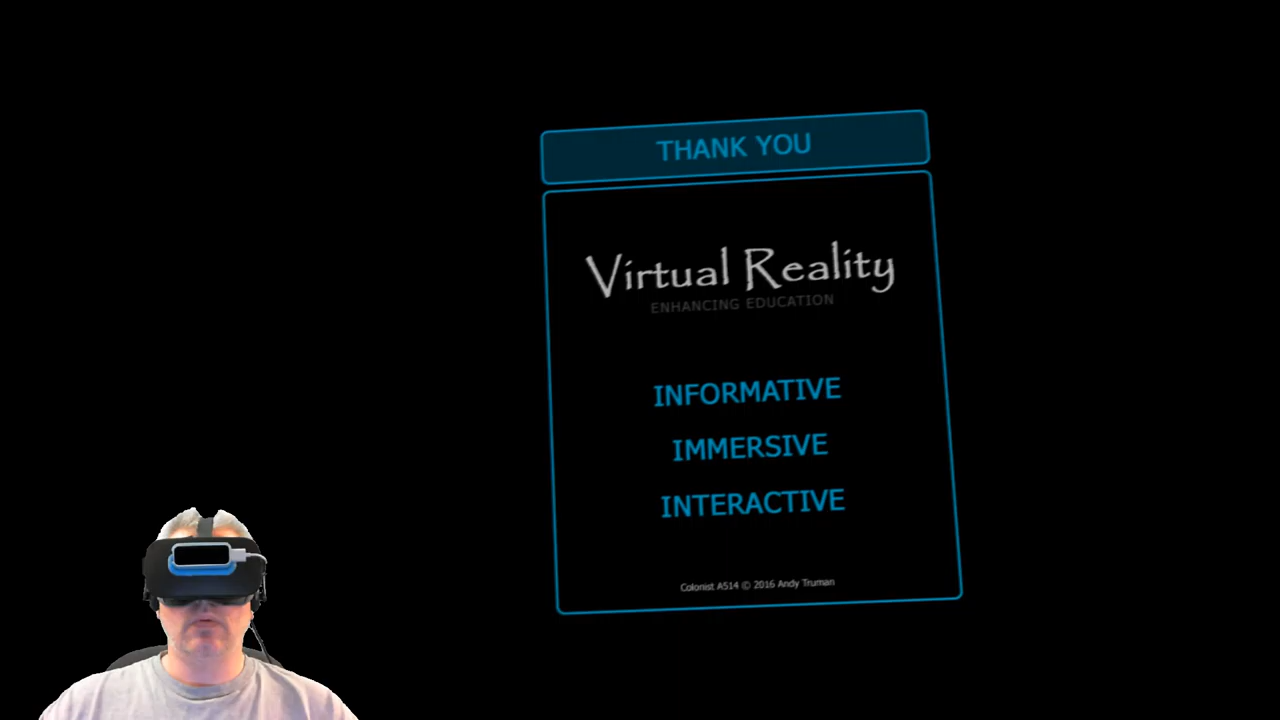 THANK YOU
Virtual Reality
ENHANCING EDUCATION
INFORMATIVE
IMMERSIVE
INTERACTIVE
Colonist A514 © 2016 Andy Truman